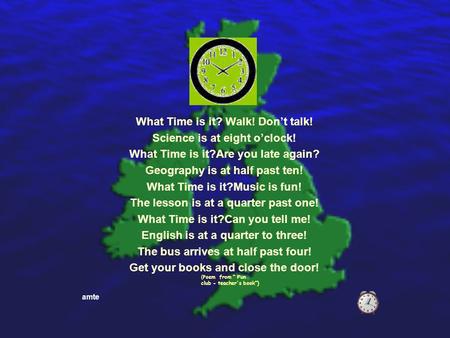 What Time is it? Walk! Don't talk!
Science is at eight o'clock!
What Time is it?Are you late again?
Geography is at half past ten!
What Time is it?Music is fun!
The lesson is at a quarter past one!
What Time is it?Can you tell me!
English is at a quarter to three!
The bus arrives at half past four!
Get your books and close the door!
(Poem from " Fun
club - teacher's book")
amte